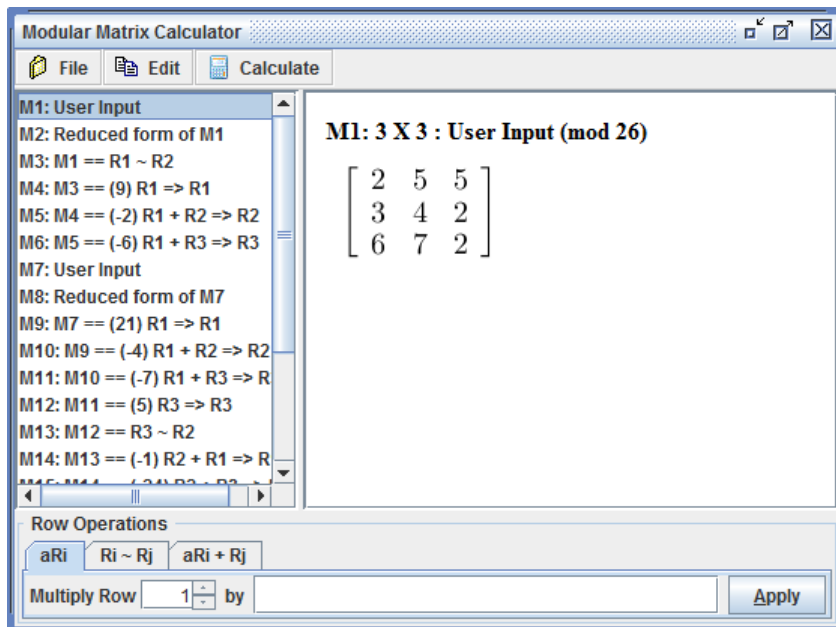 Modular Matrix Calculator
File Edit Calculate
M1: User Input
M2: Reduced form of M1
M3: M1 == R1 ~ R2
M4: M3 == (9) R1 => R1
M5: M4 == (-2) R1 + R2 => R2
M6: M5 == (-6) R1 + R3 => R3
M7: User Input
M8: Reduced form of M7
M9: M7 == (21) R1 => R1
M10: M9 == (-4) R1 + R2 => R2
M11: M10 == (-7) R1 + R3 => R
M12: M11 == (5) R3 => R3
M13: M12 == R3 ~ R2
M14: M13 == (-1) R2 + R1 => R
M1: 3 X 3 : User Input (mod 26)
2 5 5
3 4 2
6 7 2
Row Operations
aRi Ri ~ Rj aRi + Rj
Multiply Row 1 by Apply